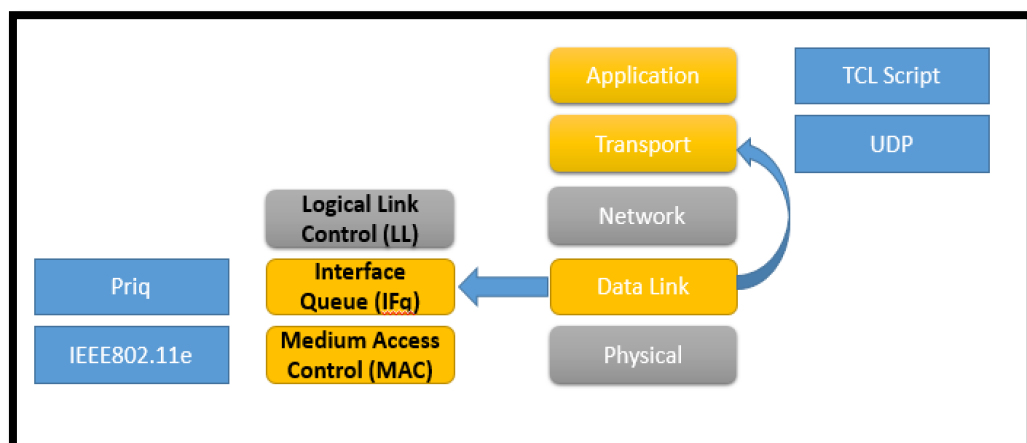 Application
TCL Script
Transport
UDP
Logical Link
Control (LL)
Network
Priq
Interface
Queue (IFq)
Data Link
IEEE802.11e
Medium Access
Control (MAC)
Physical